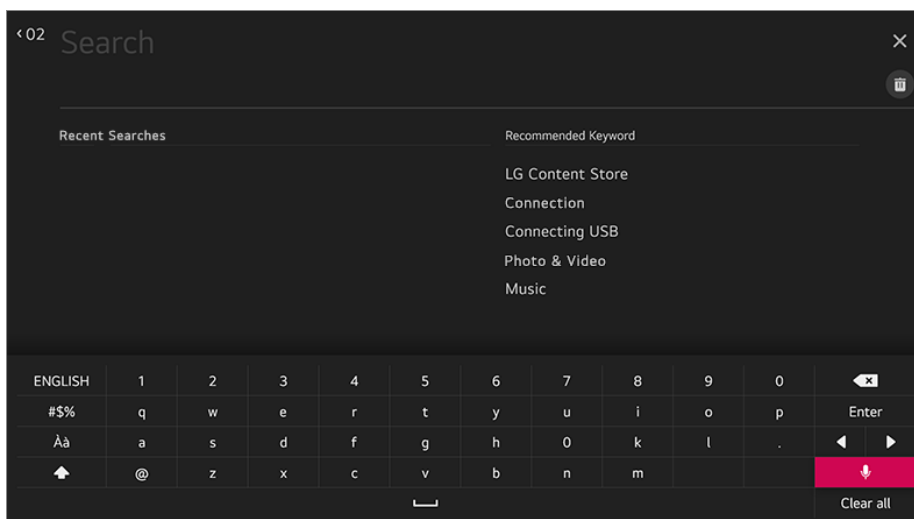 ‹02 Search
Recent Searches
Recommended Keyword
LG Content Store
Connection
Connecting USB
Photo & Video
Music
ENGLISH 1 2 3 4 5 6 7 8 9 0
#$% q w e r t y u i o p Enter
Àà a s d f g h 0 k l .
@ z x c v b n m
Clear all